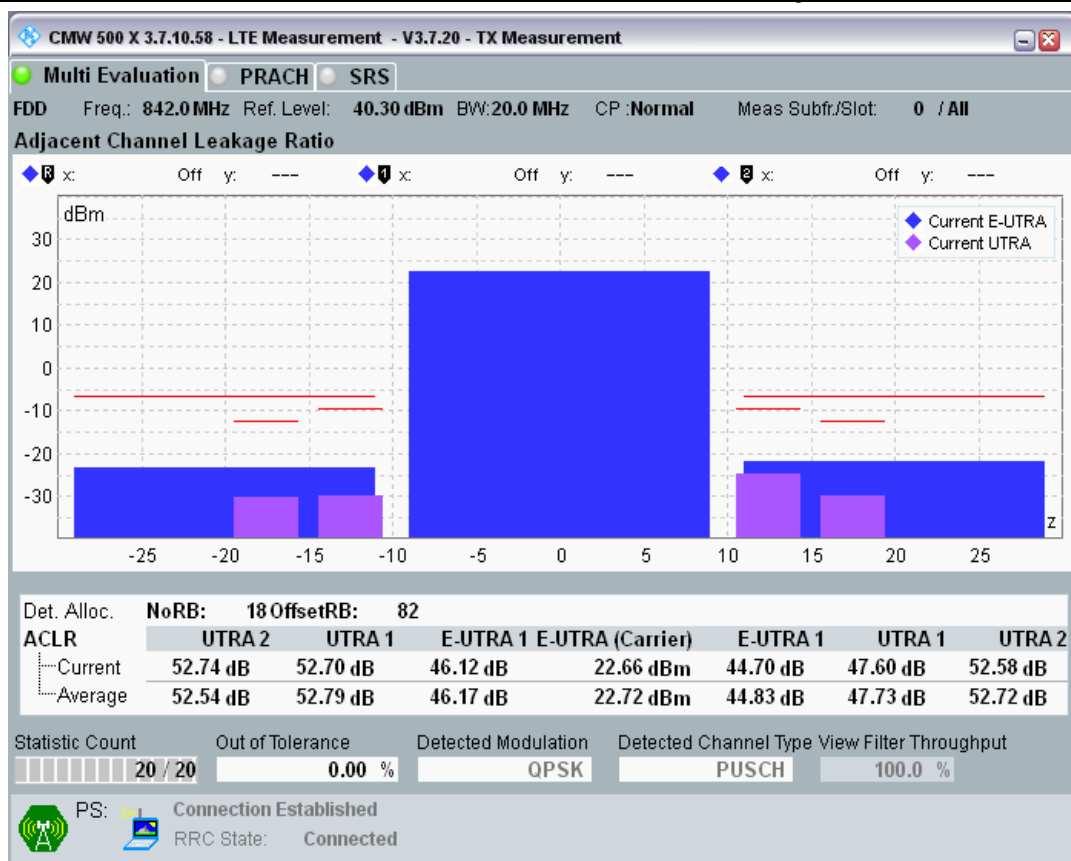 CMW 500 X 3.7.10.58 - LTE Measurement - V3.7.20 - TX Measurement
Multi Evaluation PRACH SRS
FDD Freq.: 842.0 MHz Ref. Level: 40.30 dBm BW:20.0 MHz CP :Normal Meas Subfr./Slot: 0 / All
Adjacent Channel Leakage Ratio
R x: Off y: --- 1 x: Off y: --- 2 x: Off y: ---
dBm
Current E-UTRA
Current UTRA
30
20
10
0
-10
-20
-30
z
-25 -20 -15 -10 -5 0 5 10 15 20 25
Det. Alloc. NoRB: 18 OffsetRB: 82
ACLR UTRA 2 UTRA 1 E-UTRA 1 E-UTRA (Carrier) E-UTRA 1 UTRA 1 UTRA 2
Current 52.74 dB 52.70 dB 46.12 dB 22.66 dBm 44.70 dB 47.60 dB 52.58 dB
Average 52.54 dB 52.79 dB 46.17 dB 22.72 dBm 44.83 dB 47.73 dB 52.72 dB
Statistic Count Out of Tolerance Detected Modulation Detected Channel Type View Filter Throughput
20 / 20 0.00 % QPSK PUSCH 100.0 %
PS: Connection Established
RRC State: Connected